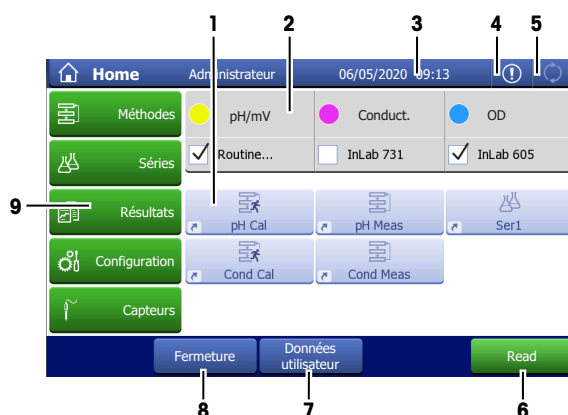 1 2 3 4 5
Home Administrateur 06/05/2020 09:13
Méthodes pH/mV Conduct. OD
Séries Routine... InLab 731 InLab 605
9 Résultats pH Cal pH Meas Ser1
Configuration Cond Cal Cond Meas
Capteurs
Fermeture Données
utilisateur Read
8 7 6